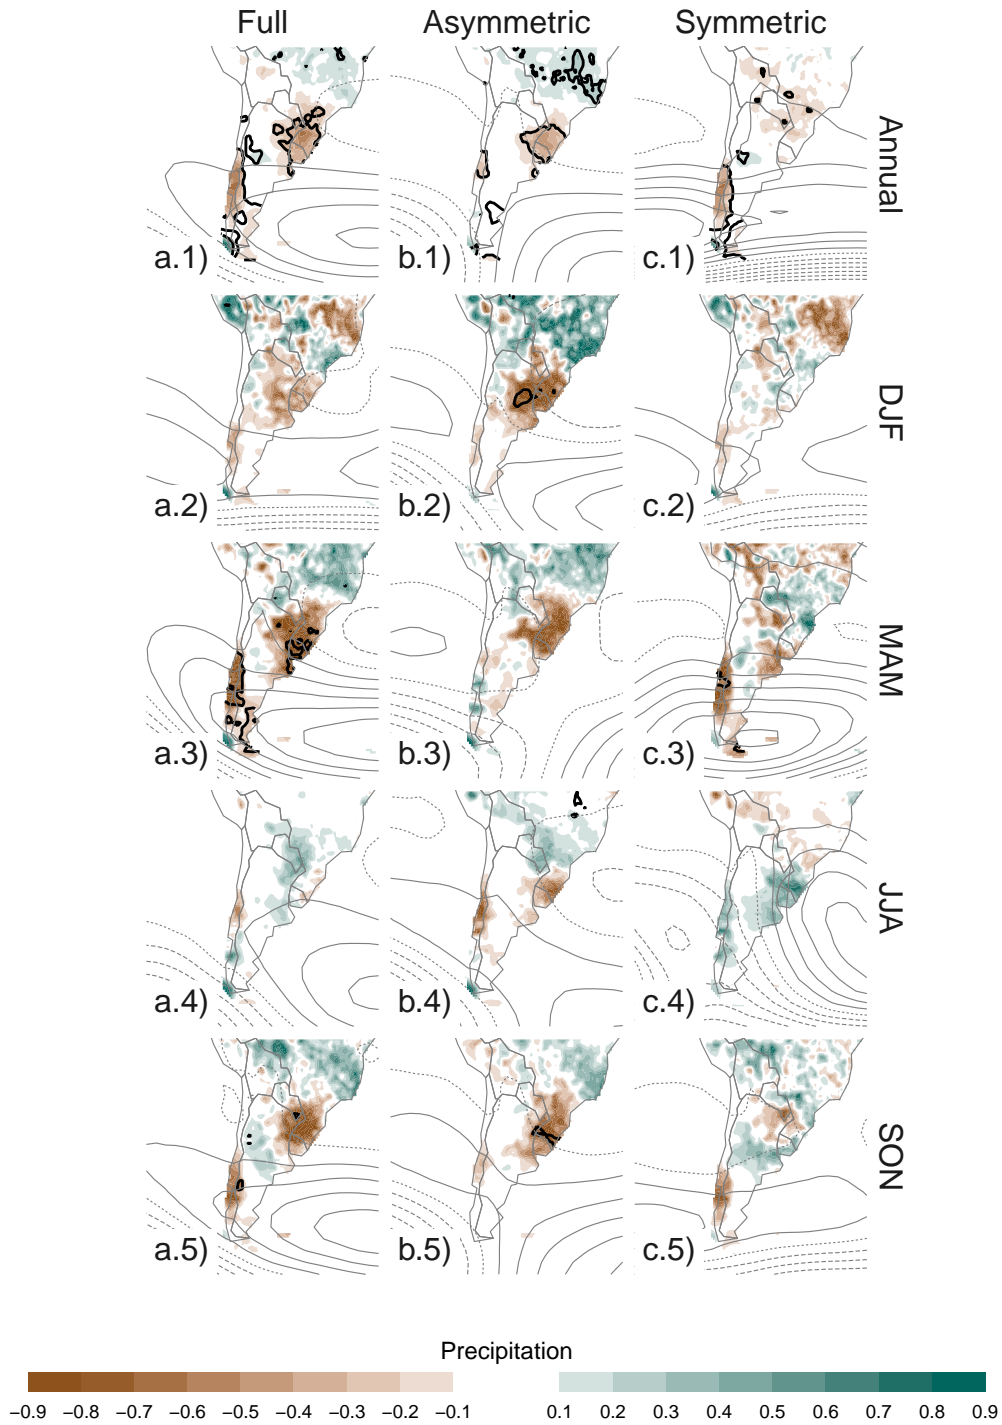 Full Asymmetric Symmetric
a.1) b.1) c.1) Annual
a.2) b.2) c.2) DJF
a.3) b.3) c.3) MAM
a.4) b.4) c.4) JJA
a.5) b.5) c.5) SON
Precipitation
−0.9 −0.8 −0.7 −0.6 −0.5 −0.4 −0.3 −0.2 −0.1 0.1 0.2 0.3 0.4 0.5 0.6 0.7 0.8 0.9